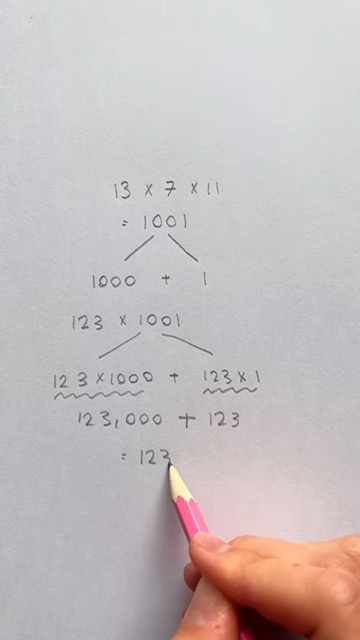 13 × 7 × 11
= 1001
1000 + 1
123 × 1001
123 × 1000 + 123 × 1
123,000 + 123
= 123